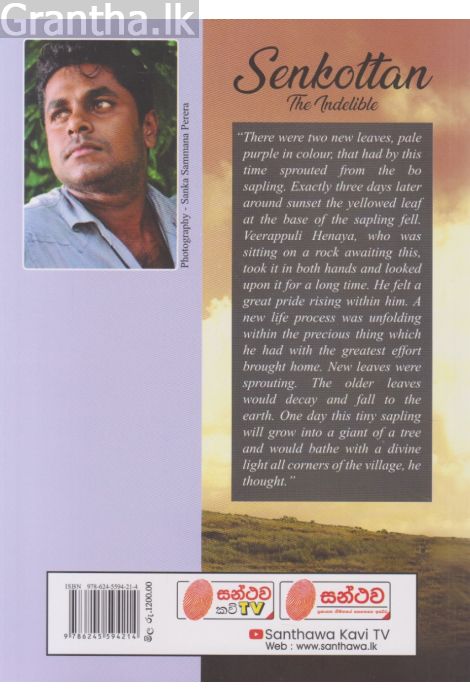 Grantha.lk
Photography - Sanka Sammana Perera
Senkottan
The Indelible
“There were two new leaves, pale
purple in colour, that had by this
time sprouted from the bo
sapling. Exactly three days later
around sunset the yellowed leaf
at the base of the sapling fell.
Veerappuli Henaya, who was
sitting on a rock awaiting this,
took it in both hands and looked
upon it for a long time. He felt a
great pride rising within him. A
new life process was unfolding
within the precious thing which
he had with the greatest effort
brought home. New leaves were
sprouting. The older leaves
would decay and fall to the
earth. One day this tiny sapling
will grow into a giant of a tree
and would bathe with a divine
light all corners of the village, he
thought.”
ISBN 978-624-5594-21-4
9 786245 594214
මිල රු.1200.00
සන්ථව
කවි TV
සන්ථව
Santhawa Kavi TV
Web : www.santhawa.lk